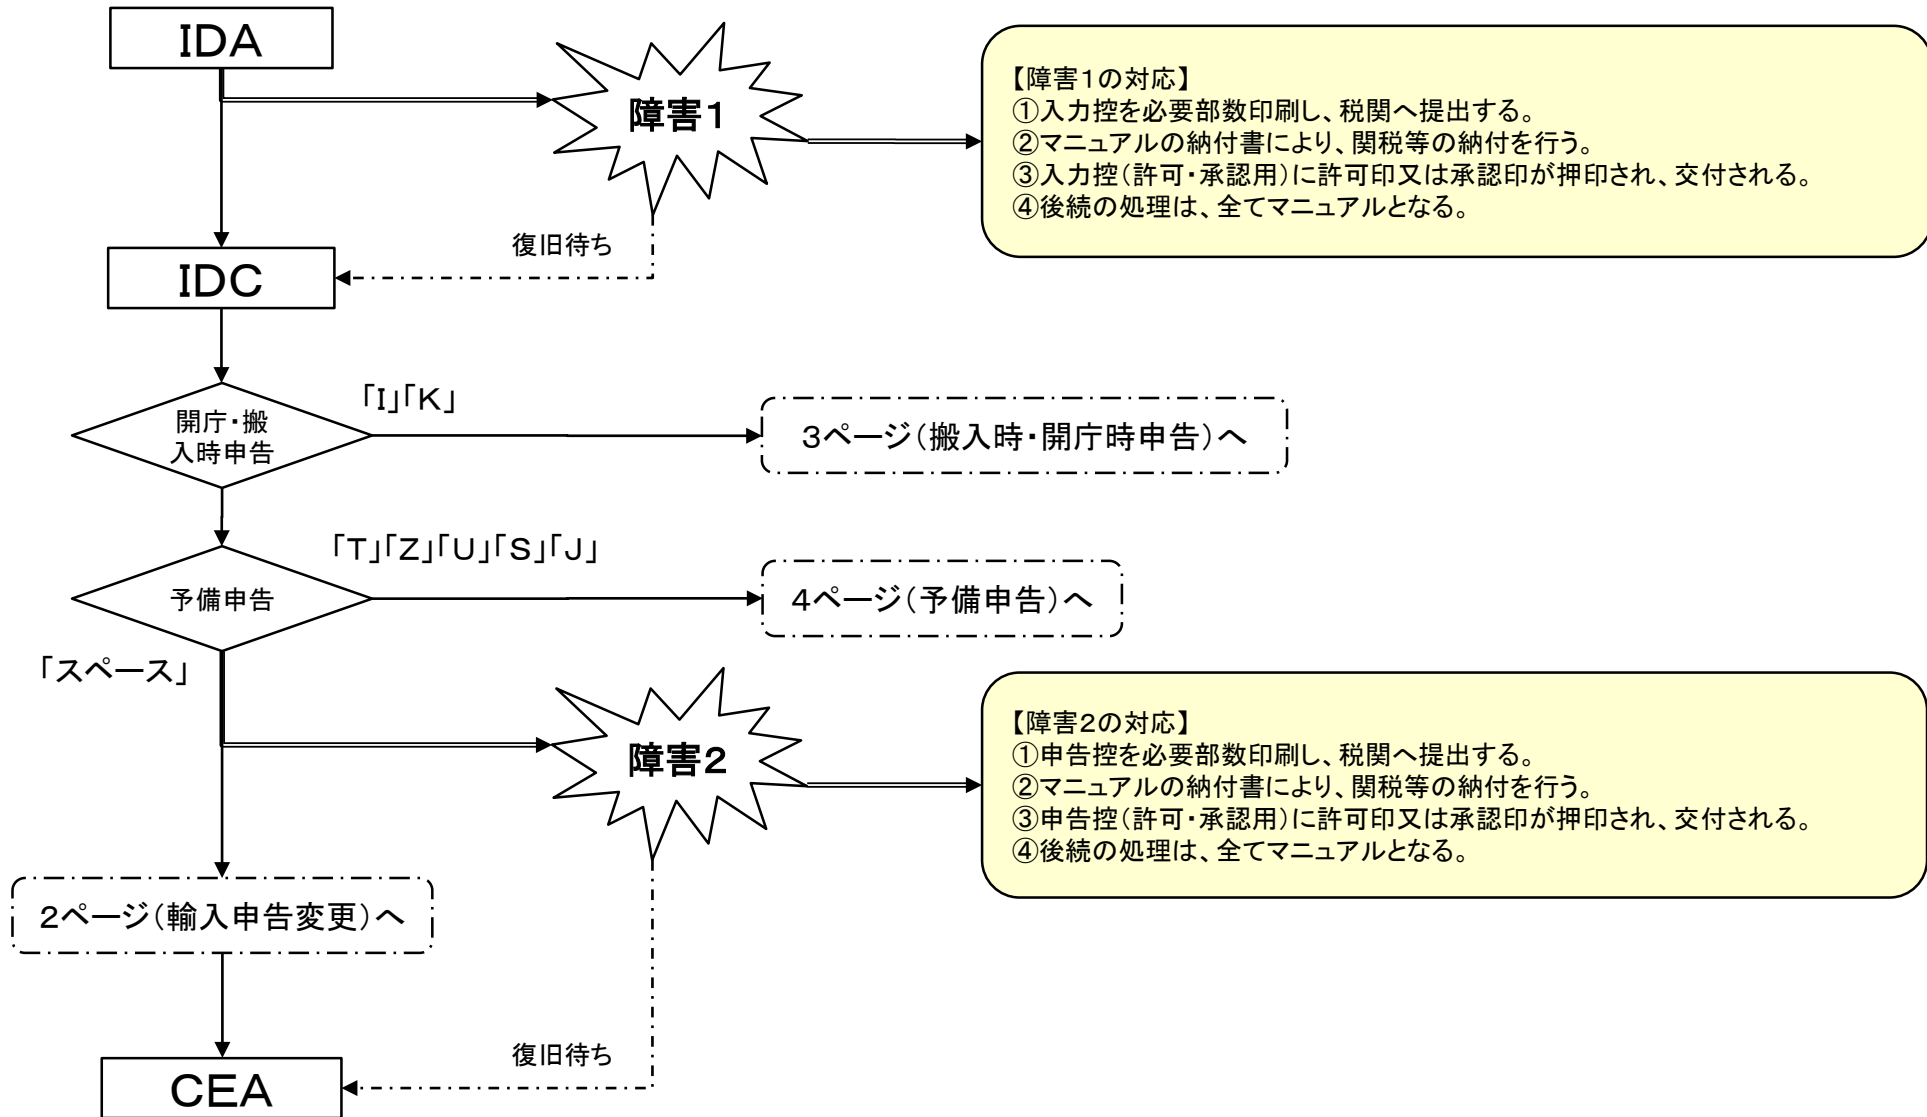 IDA
障害1
【障害1の対応】
①入力控を必要部数印刷し、税関へ提出する。
②マニュアルの納付書により、関税等の納付を行う。
③入力控(許可・承認用)に許可印又は承認印が押印され、交付される。
④後続の処理は、全てマニュアルとなる。
復旧待ち
IDC
開庁・搬
入時申告
「I」「K」
3ページ(搬入時・開庁時申告)へ
予備申告
「T」「Z」「U」「S」「J」
4ページ(予備申告)へ
「スペース」
障害2
【障害2の対応】
①申告控を必要部数印刷し、税関へ提出する。
②マニュアルの納付書により、関税等の納付を行う。
③申告控(許可・承認用)に許可印又は承認印が押印され、交付される。
④後続の処理は、全てマニュアルとなる。
2ページ(輸入申告変更)へ
復旧待ち
CEA